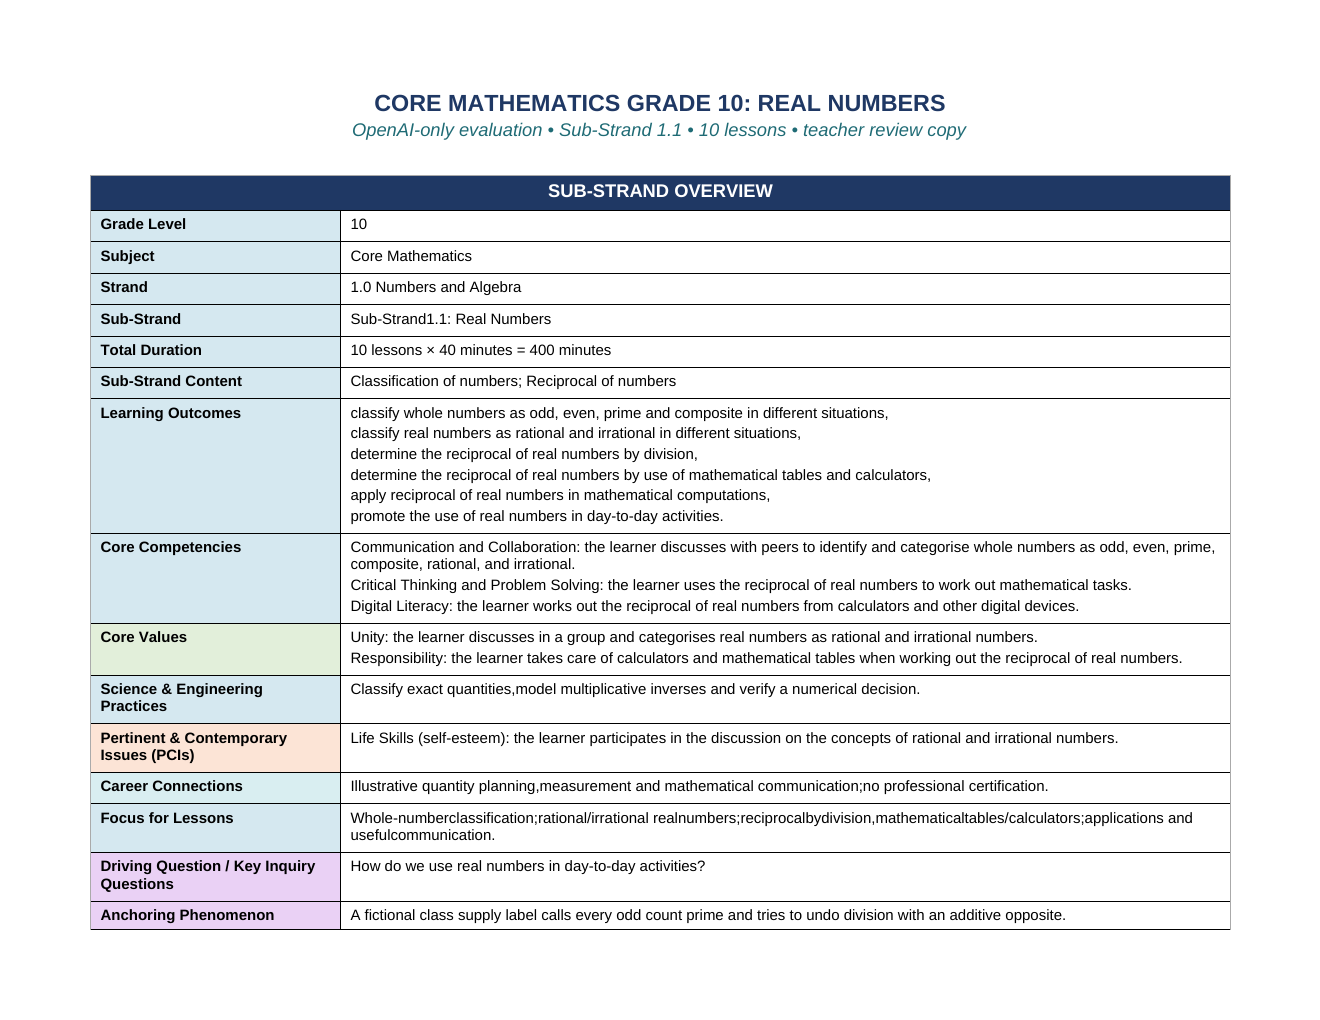 CORE MATHEMATICS GRADE 10: REAL NUMBERS
OpenAI-only evaluation • Sub-Strand 1.1 • 10 lessons • teacher review copy
SUB-STRAND OVERVIEW
Grade Level
10
Subject
Core Mathematics
Strand
1.0 Numbers and Algebra
Sub-Strand
Sub-Strand1.1: Real Numbers
Total Duration
10 lessons × 40 minutes = 400 minutes
Sub-Strand Content
Classification of numbers; Reciprocal of numbers
Learning Outcomes
classify whole numbers as odd, even, prime and composite in different situations,
classify real numbers as rational and irrational in different situations,
determine the reciprocal of real numbers by division,
determine the reciprocal of real numbers by use of mathematical tables and calculators,
apply reciprocal of real numbers in mathematical computations,
promote the use of real numbers in day-to-day activities.
Core Competencies
Communication and Collaboration: the learner discusses with peers to identify and categorise whole numbers as odd, even, prime,
composite, rational, and irrational.
Critical Thinking and Problem Solving: the learner uses the reciprocal of real numbers to work out mathematical tasks.
Digital Literacy: the learner works out the reciprocal of real numbers from calculators and other digital devices.
Core Values
Unity: the learner discusses in a group and categorises real numbers as rational and irrational numbers.
Responsibility: the learner takes care of calculators and mathematical tables when working out the reciprocal of real numbers.
Science & Engineering
Practices
Classify exact quantities,model multiplicative inverses and verify a numerical decision.
Pertinent & Contemporary
Issues (PCIs)
Life Skills (self-esteem): the learner participates in the discussion on the concepts of rational and irrational numbers.
Career Connections
Illustrative quantity planning,measurement and mathematical communication;no professional certification.
Focus for Lessons
Whole-numberclassification;rational/irrational realnumbers;reciprocalbydivision,mathematicaltables/calculators;applications and
usefulcommunication.
Driving Question / Key Inquiry
Questions
How do we use real numbers in day-to-day activities?
Anchoring Phenomenon
A fictional class supply label calls every odd count prime and tries to undo division with an additive opposite.